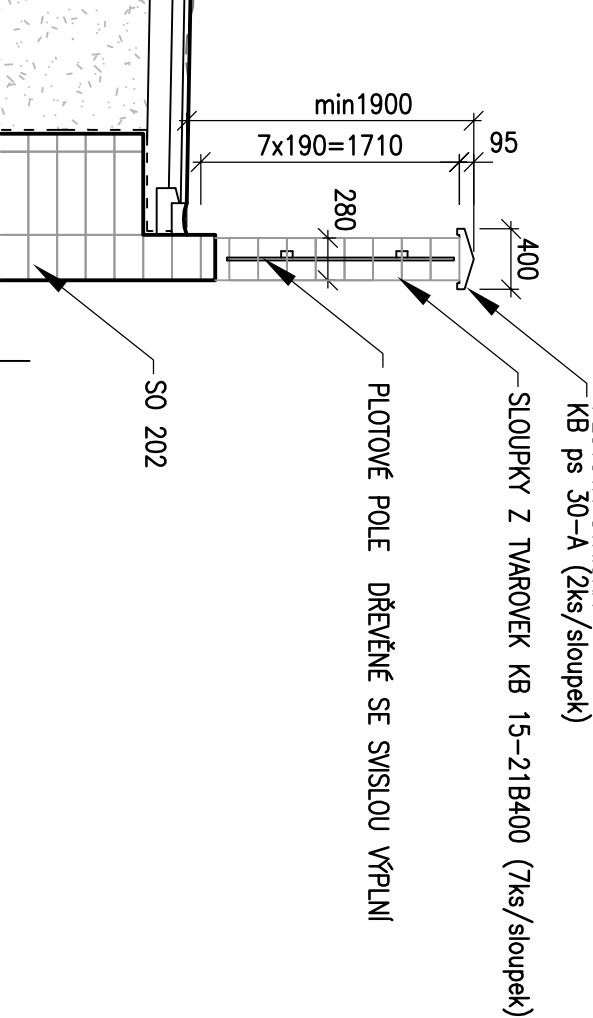 min1900
7x190=1710
95
280
400
KB ps 30-A (2ks/sloupek)
SLOUPKY Z TVAROVEK KB 15-21B400 (7ks/sloupek)
PLOTOVÉ POLE DŘEVĚNÉ SE SVISLOU VÝPLNÍ
SO 202